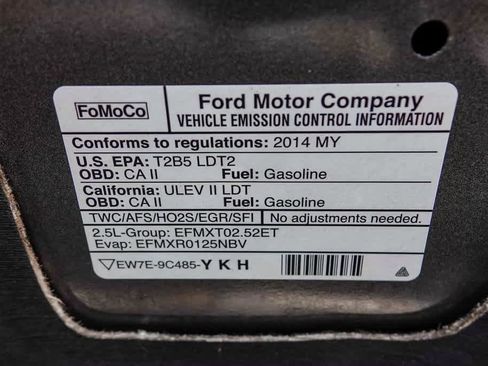 FoMoCo
Ford Motor Company
VEHICLE EMISSION CONTROL INFORMATION
Conforms to regulations: 2014 MY
U.S. EPA: T2B5 LDT2
OBD: CA II Fuel: Gasoline
California: ULEV II LDT
OBD: CA II Fuel: Gasoline
TWC/AFS/HO2S/EGR/SFI No adjustments needed.
2.5L-Group: EFMXT02.52ET
Evap: EFMXR0125NBV
EW7E-9C485-Y K H